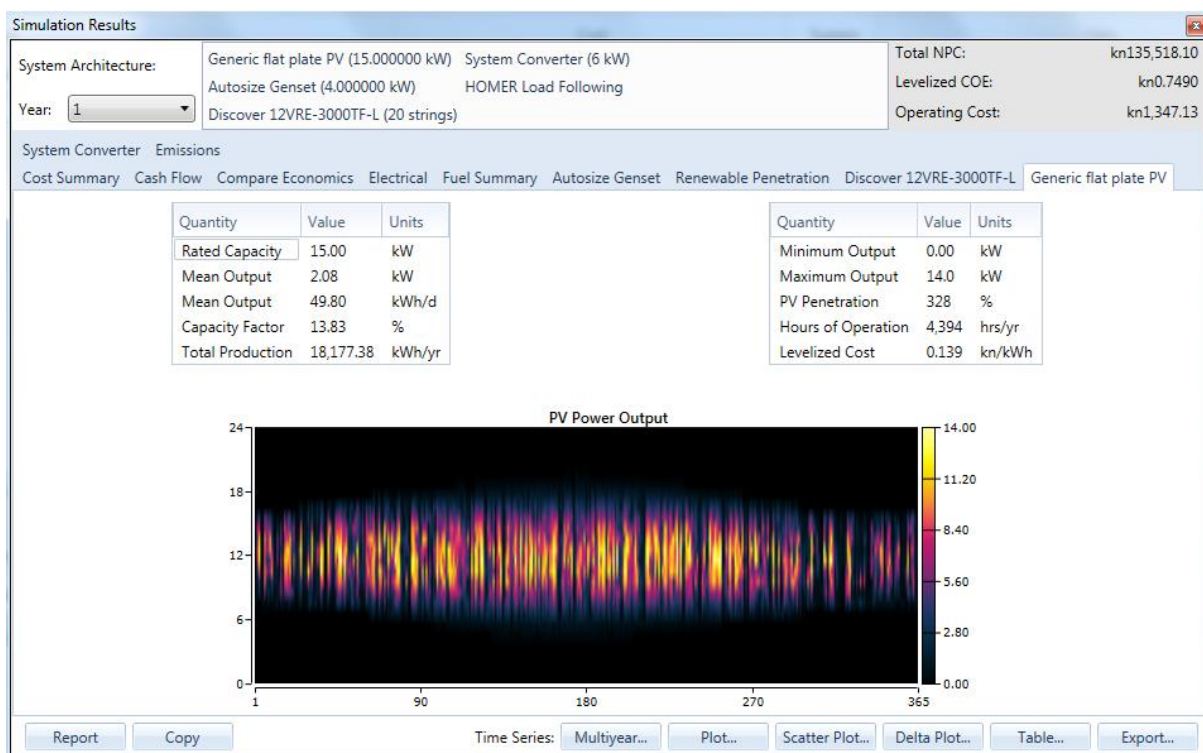 Simulation Results
System Architecture:
Generic flat plate PV (15.000000 kW) System Converter (6 kW)
Autosize Genset (4.000000 kW) HOMER Load Following
Discover 12VRE-3000TF-L (20 strings)
Year: 1
Total NPC: kn135,518.10
Levelized COE: kn0.7490
Operating Cost: kn1,347.13
System Converter Emissions
Cost Summary Cash Flow Compare Economics Electrical Fuel Summary Autosize Genset Renewable Penetration Discover 12VRE-3000TF-L Generic flat plate PV
Quantity Value Units
Rated Capacity 15.00 kW
Mean Output 2.08 kW
Mean Output 49.80 kWh/d
Capacity Factor 13.83 %
Total Production 18,177.38 kWh/yr
Quantity Value Units
Minimum Output 0.00 kW
Maximum Output 14.0 kW
PV Penetration 328 %
Hours of Operation 4,394 hrs/yr
Levelized Cost 0.139 kn/kWh
PV Power Output
24
18
12
6
0
1 90 180 270 365
14.00
11.20
8.40
5.60
2.80
0.00
Report Copy Time Series: Multiyear... Plot... Scatter Plot... Delta Plot... Table... Export...